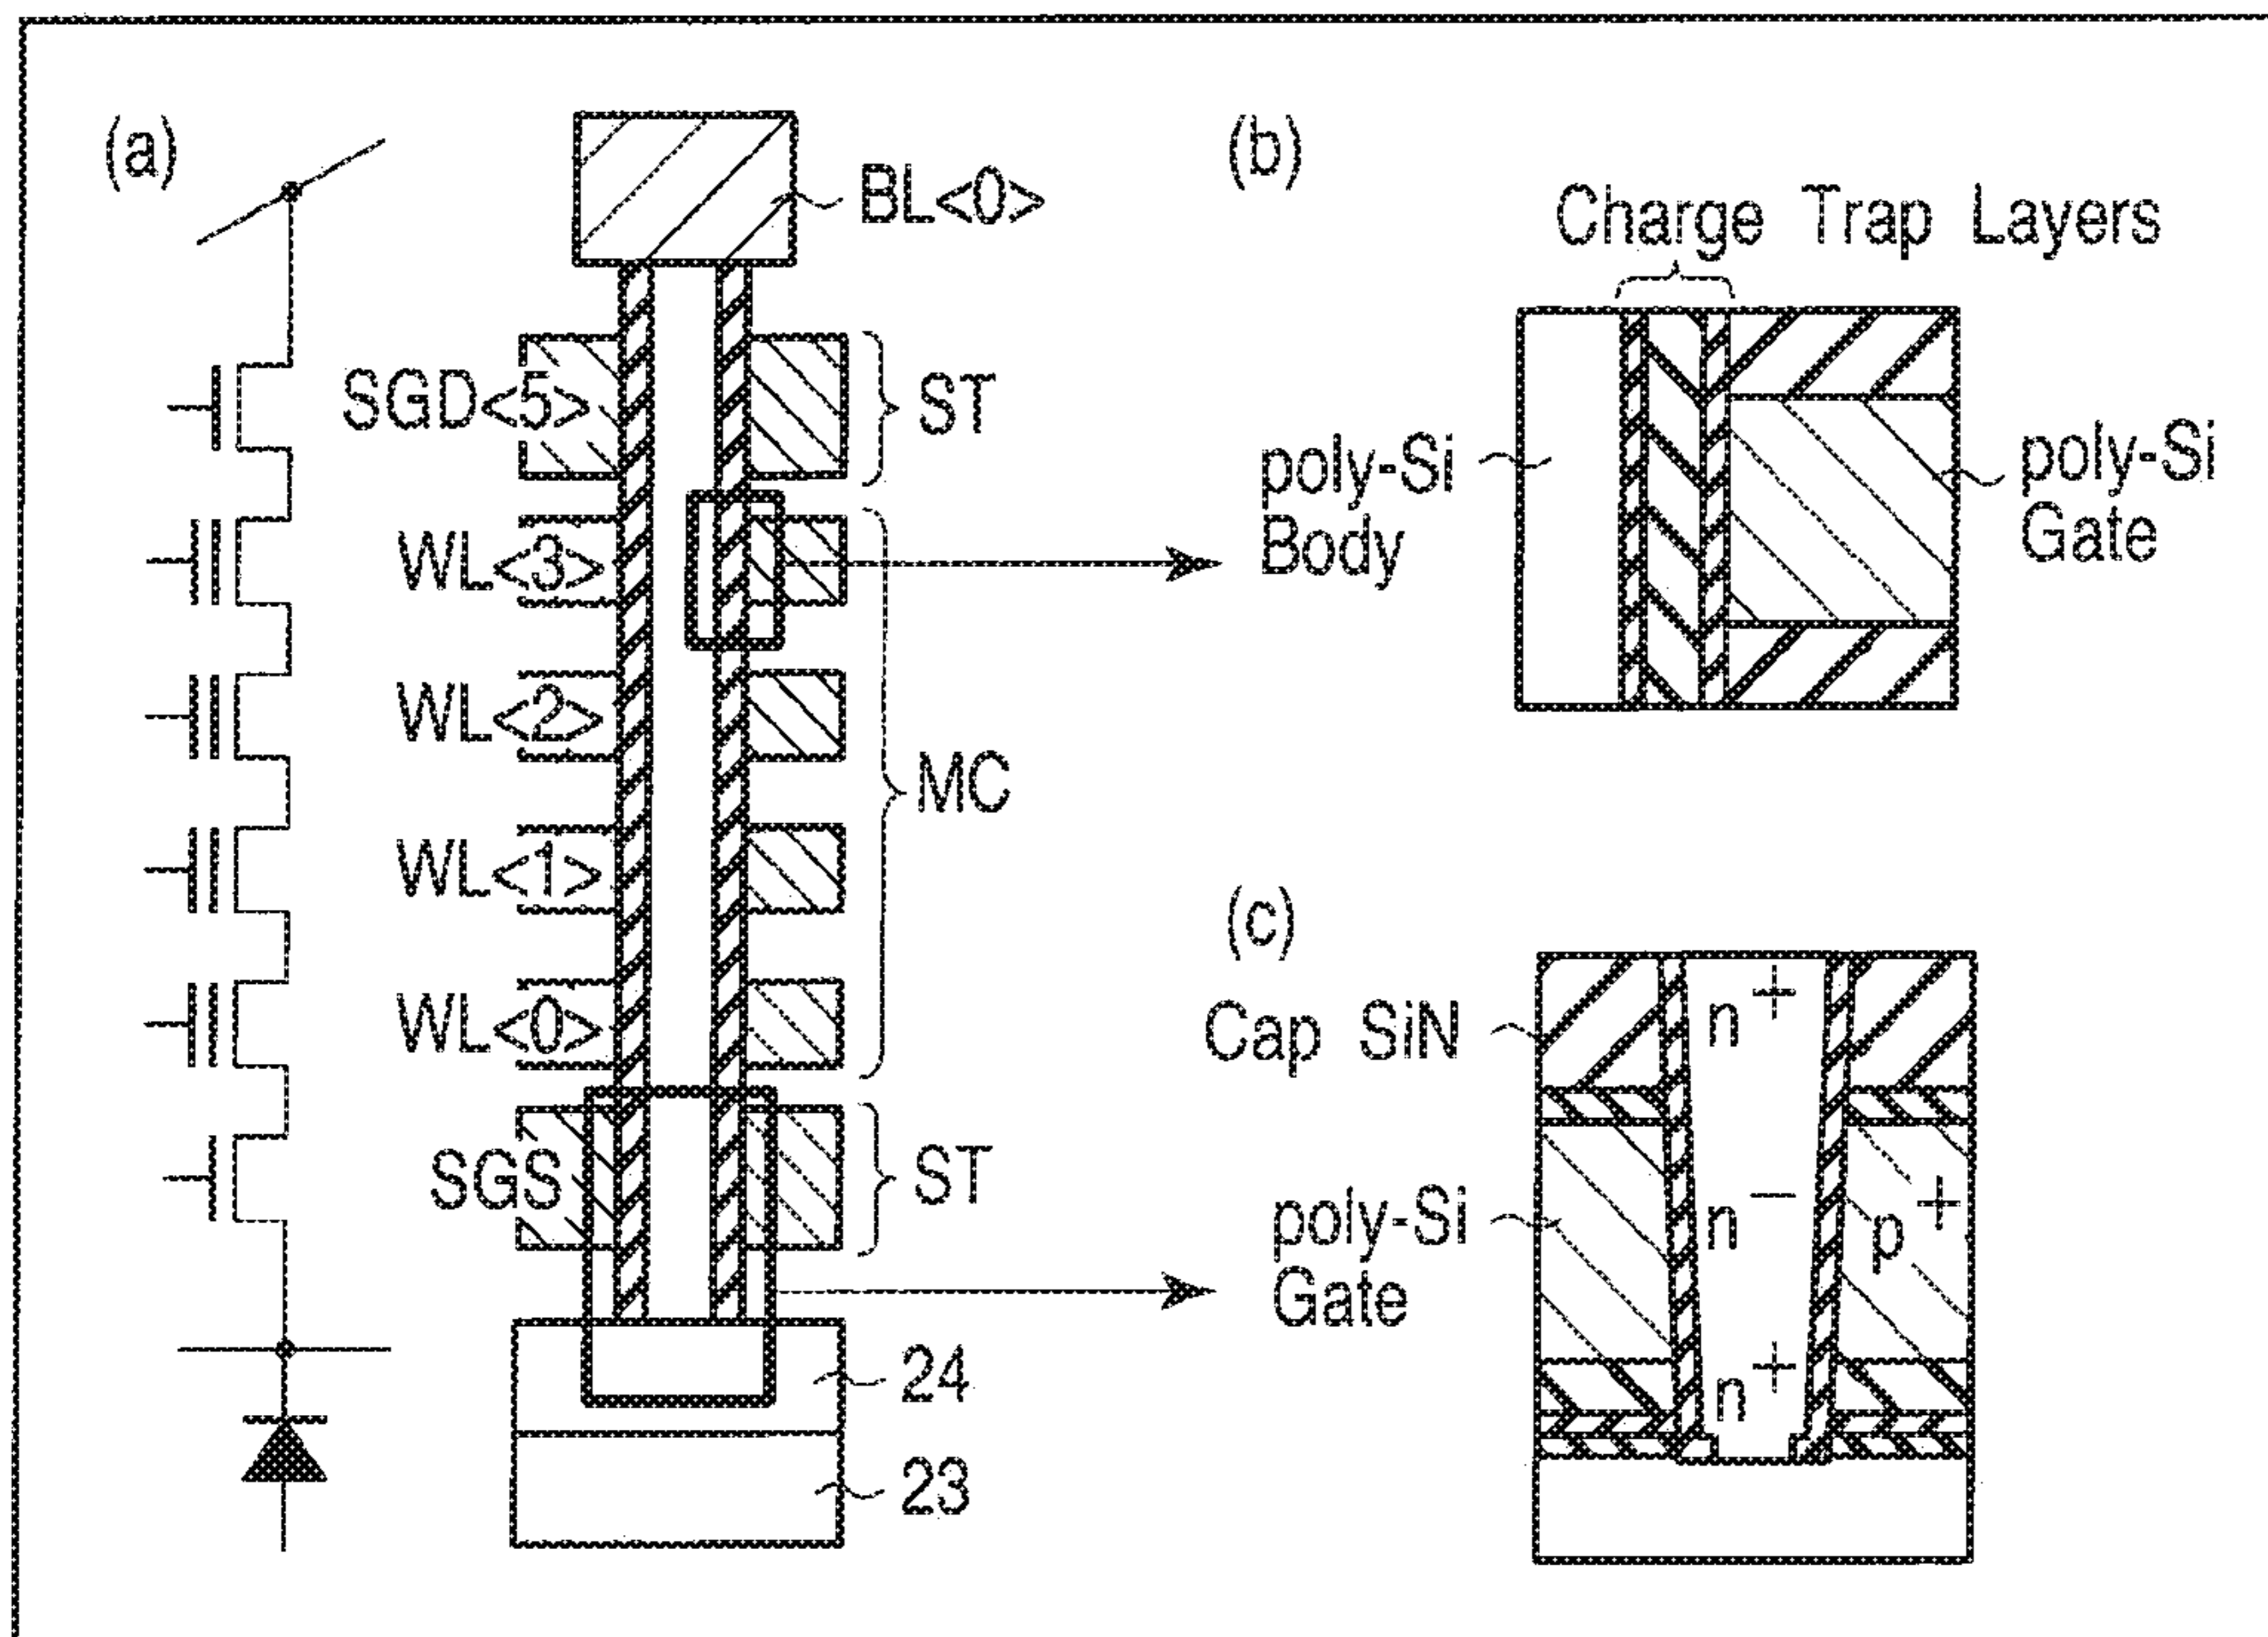 (a)
BL<0>
SGD<5>
ST
WL<3>
WL<2>
MC
WL<1>
WL<0>
SGS
ST
24
23
(b)
Charge Trap Layers
poly-Si
Body
poly-Si
Gate
(c)
Cap SiN
n+
poly-Si
Gate
n−
p+
n+